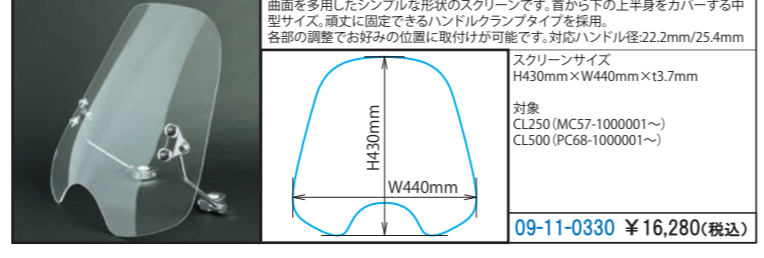 曲面を多用したシンプルな形状のスクリーンです。首から下の上半身をカバーする中
型サイズ。頑丈に固定できるハンドルクランプタイプを採用。
各部の調整でお好みの位置に取付けが可能です。対応ハンドル径:22.2mm/25.4mm
スクリーンサイズ
H430mm×W440mm×t3.7mm
対象
CL250（MC57-1000001〜）
CL500（PC68-1000001〜）
H430mm
W440mm
09-11-0330 ￥16,280(税込)